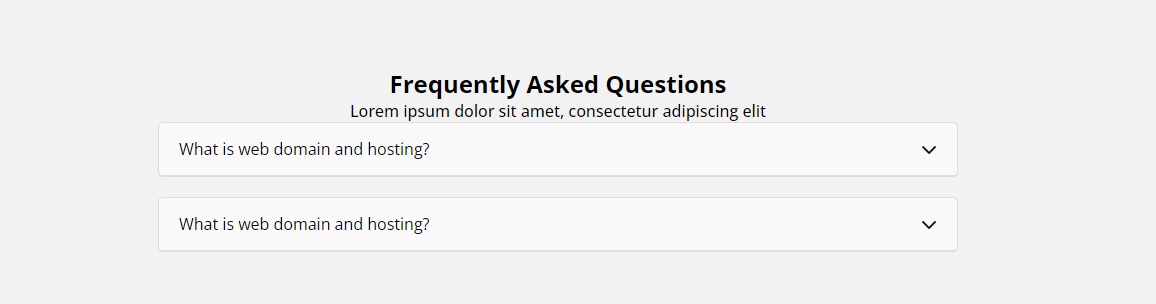 Frequently Asked Questions
Lorem ipsum dolor sit amet, consectetur adipiscing elit
What is web domain and hosting?
What is web domain and hosting?